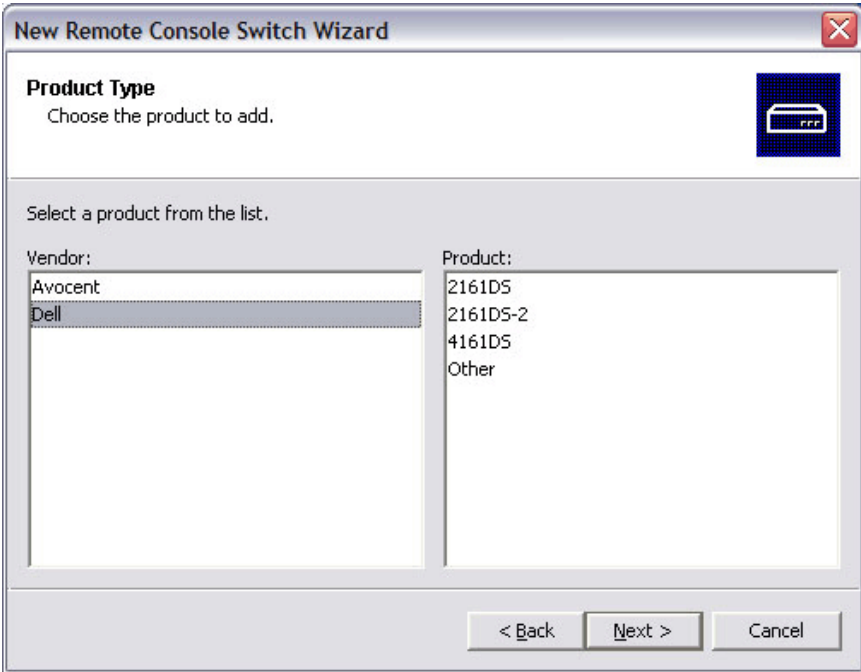 New Remote Console Switch Wizard
Product Type
Choose the product to add.
Select a product from the list.
Vendor:
Avocent
Dell
Product:
2161DS
2161DS-2
4161DS
Other
< Back
Next >
Cancel